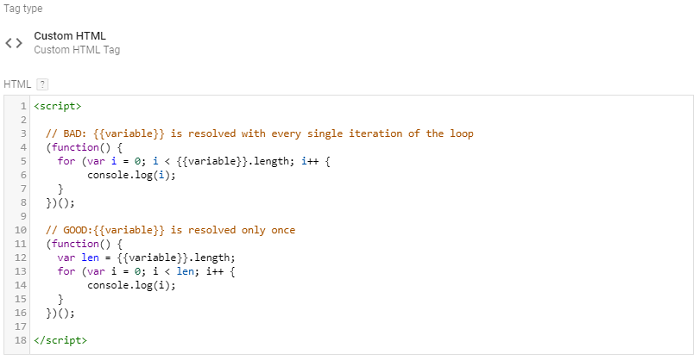 Tag type
Custom HTML
Custom HTML Tag
HTML ?
1 <script>
2
3   // BAD: {{variable}} is resolved with every single iteration of the loop
4   (function() {
5     for (var i = 0; i < {{variable}}.length; i++ {
6          console.log(i);
7     }
8   })();
9
10   // GOOD:{{variable}} is resolved only once
11   (function() {
12     var len = {{variable}}.length;
13     for (var i = 0; i < len; i++ {
14          console.log(i);
15     }
16   })();
17
18 </script>